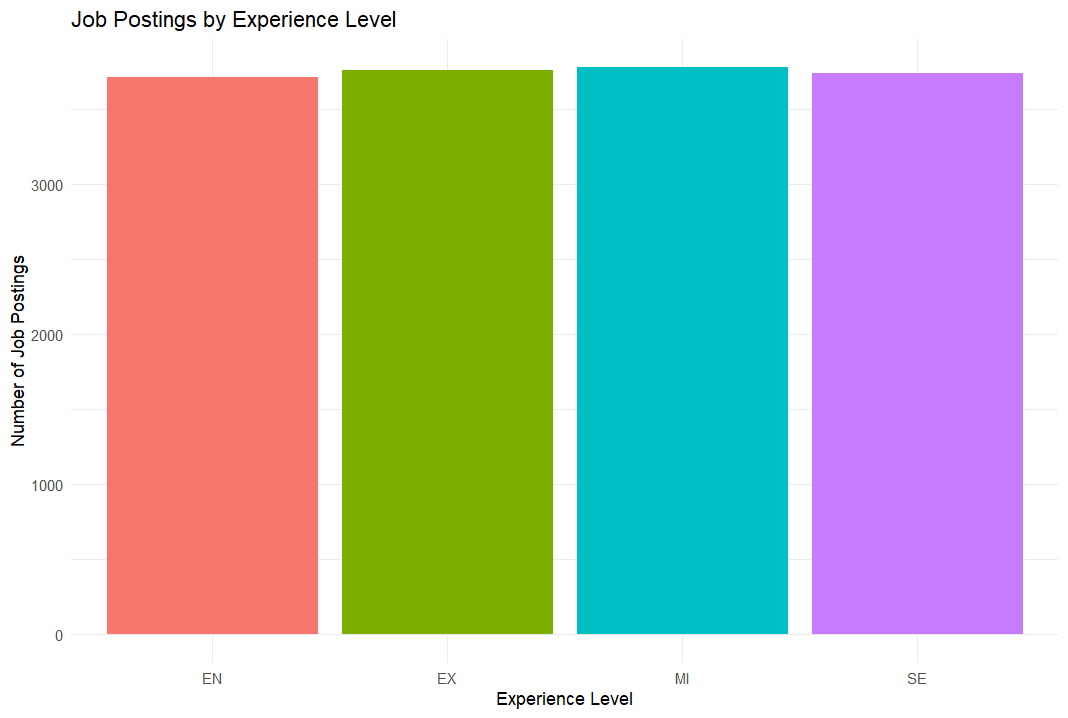 Job Postings by Experience Level
Number of Job Postings
3000
2000
1000
0
EN EX MI SE
Experience Level